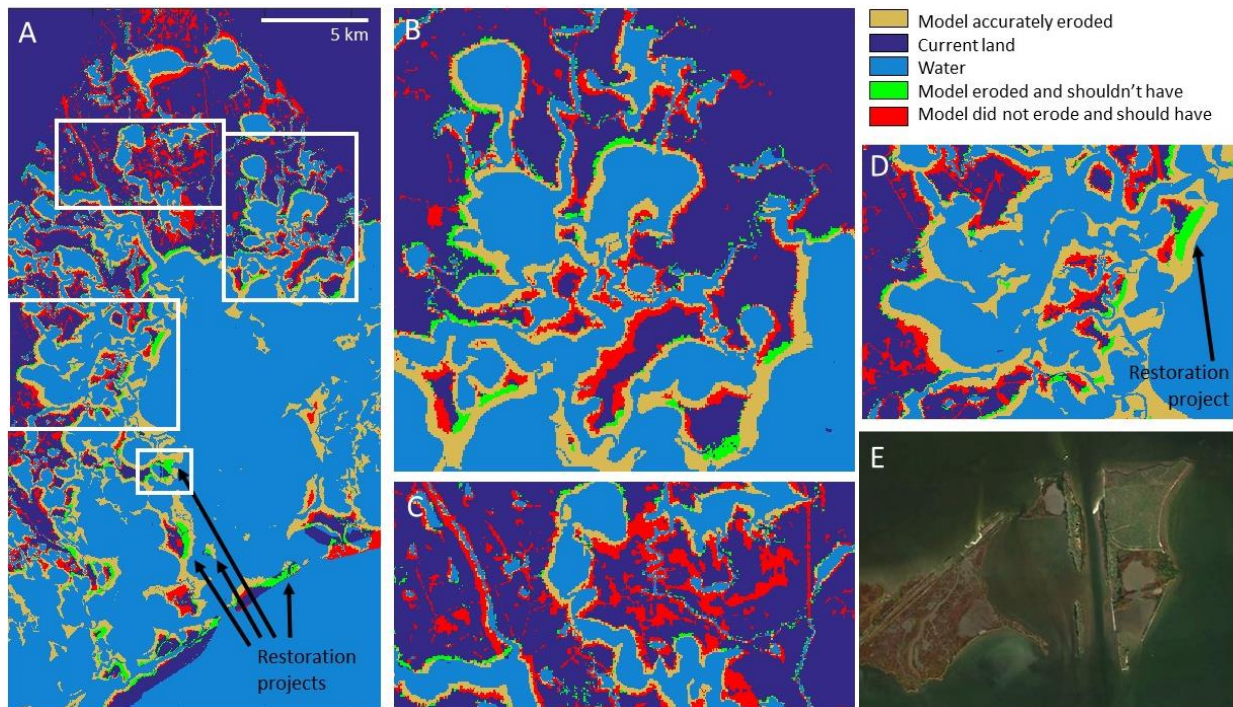 A
5 km
Restoration
projects
B
C
Model accurately eroded
Current land
Water
Model eroded and shouldn't have
Model did not erode and should have
D
Restoration
project
E